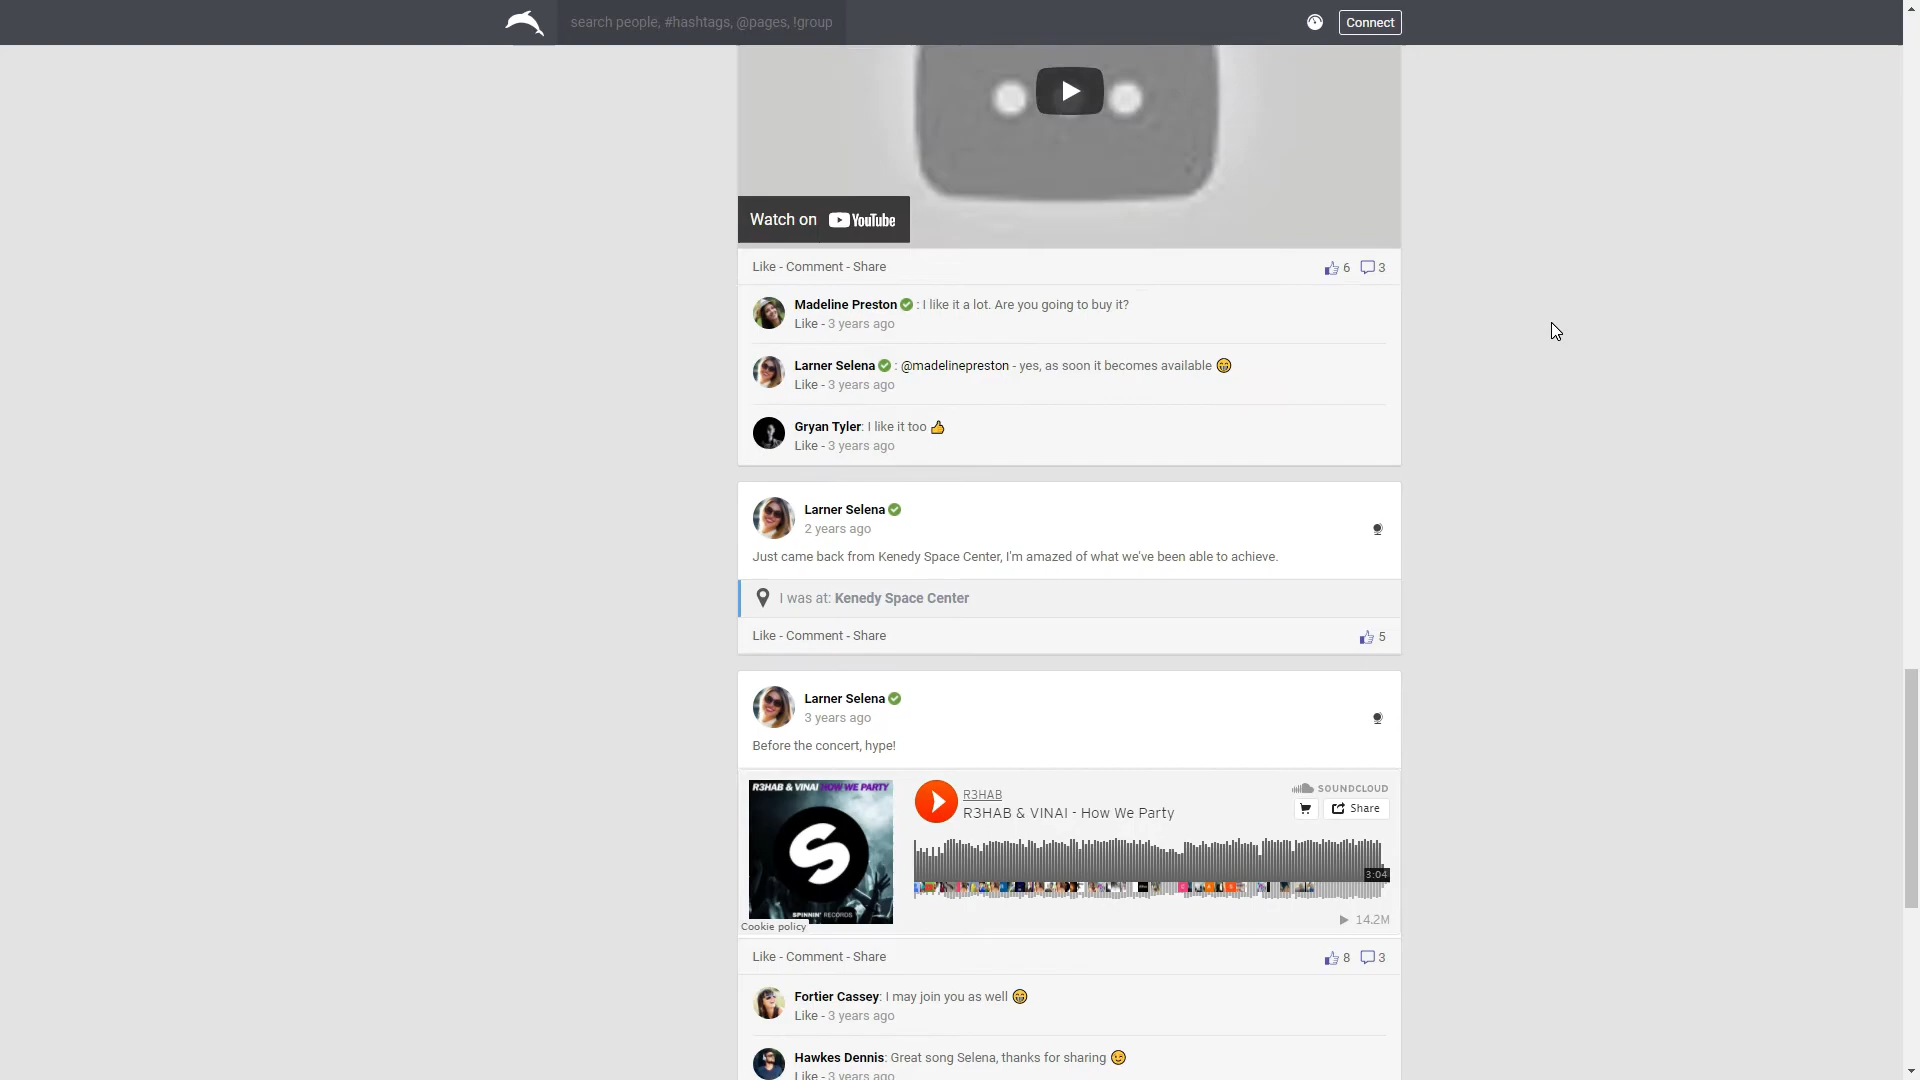 search people, #hashtags, @pages, !group
Connect
Watch on YouTube
Like - Comment - Share
6 3
Madeline Preston : I like it a lot. Are you going to buy it?
Like - 3 years ago
Larner Selena : @madelinepreston - yes, as soon it becomes available 😁
Like - 3 years ago
Gryan Tyler: I like it too 👍
Like - 3 years ago
Larner Selena
2 years ago
Just came back from Kenedy Space Center, I'm amazed of what we've been able to achieve.
I was at: Kenedy Space Center
Like - Comment - Share
5
Larner Selena
3 years ago
Before the concert, hype!
R3HAB & VINAI HOW WE PARTY
SPINNIN' RECORDS
Cookie policy
R3HAB
R3HAB & VINAI - How We Party
SOUNDCLOUD
Share
3:04
14.2M
Like - Comment - Share
8 3
Fortier Cassey: I may join you as well 😁
Like - 3 years ago
Hawkes Dennis: Great song Selena, thanks for sharing 😉
Like - 3 years ago